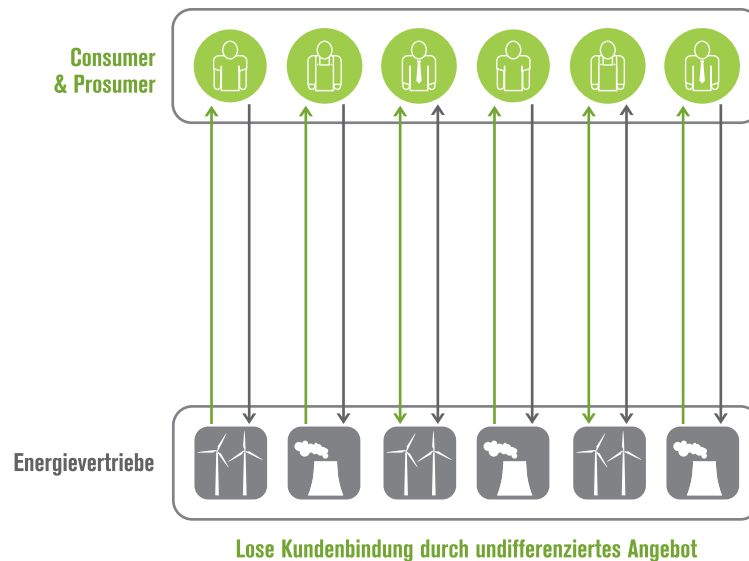 Consumer
& Prosumer
Energievertriebe
Lose Kundenbindung durch undifferenziertes Angebot